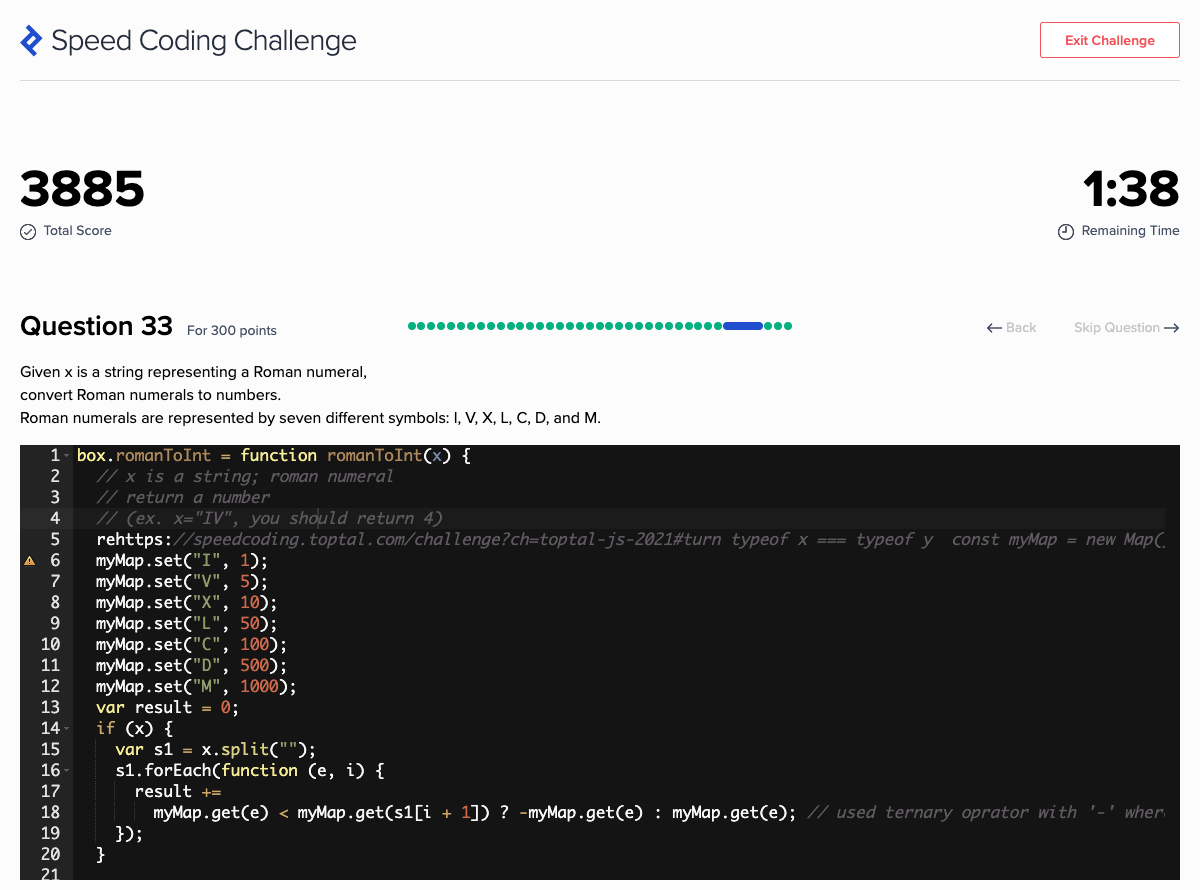 Speed Coding Challenge
Exit Challenge
3885
1:38
Total Score
Remaining Time
Question 33 For 300 points
Back
Skip Question
Given x is a string representing a Roman numeral,
convert Roman numerals to numbers.
Roman numerals are represented by seven different symbols: I, V, X, L, C, D, and M.
1 box.romanToInt = function romanToInt(x) {
2 // x is a string; roman numeral
3 // return a number
4 // (ex. x="IV", you should return 4)
5 rehttps://speedcoding.toptal.com/challenge?ch=toptal-js-2021#turn typeof x === typeof y  const myMap = new Map(
6 myMap.set("I", 1);
7 myMap.set("V", 5);
8 myMap.set("X", 10);
9 myMap.set("L", 50);
10 myMap.set("C", 100);
11 myMap.set("D", 500);
12 myMap.set("M", 1000);
13 var result = 0;
14 if (x) {
15 var s1 = x.split("");
16 s1.forEach(function (e, i) {
17 result +=
18 myMap.get(e) < myMap.get(s1[i + 1]) ? -myMap.get(e) : myMap.get(e); // used ternary oprator with '-' wher
19 });
20 }
21